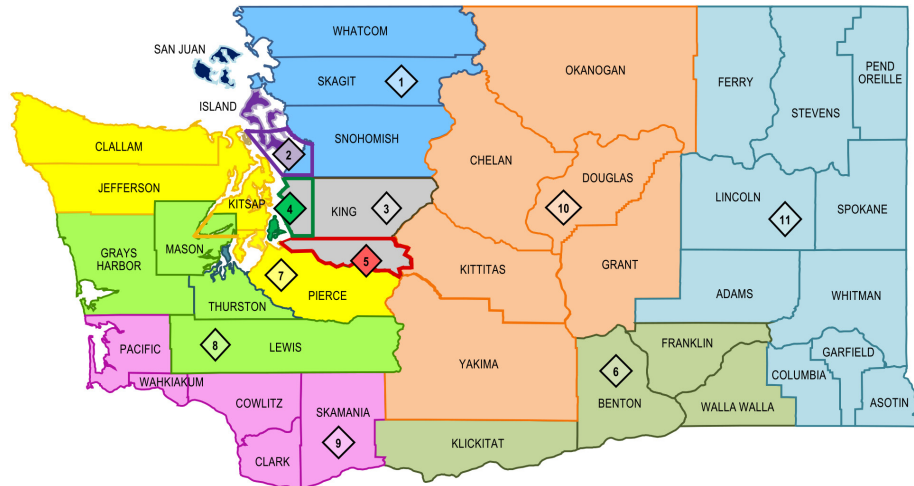 WHATCOM
SAN JUAN
OKANOGAN
FERRY
PEND
OREILLE
SKAGIT
1
ISLAND
STEVENS
SNOHOMISH
CLALLAM
2
CHELAN
DOUGLAS
JEFFERSON
KITSAP
4
KING
3
10
LINCOLN
11
SPOKANE
MASON
GRAYS
HARBOR
5
KITTITAS
GRANT
7
PIERCE
THURSTON
ADAMS
WHITMAN
PACIFIC
8
LEWIS
YAKIMA
FRANKLIN
GARFIELD
6
COLUMBIA
WAHKIAKUM
COWLITZ
SKAMANIA
BENTON
WALLA WALLA
ASOTIN
9
KLICKITAT
CLARK